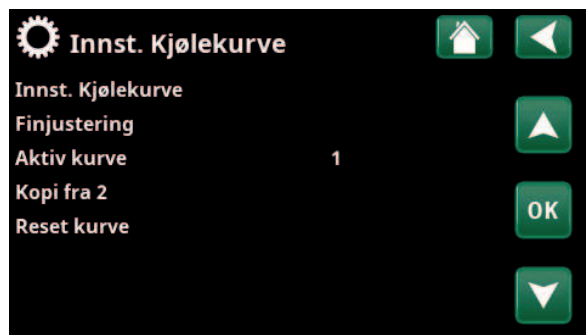 Innst. Kjølekurve
Innst. Kjølekurve
Finjustering
Aktiv kurve 1
Kopi fra 2
Reset kurve
OK